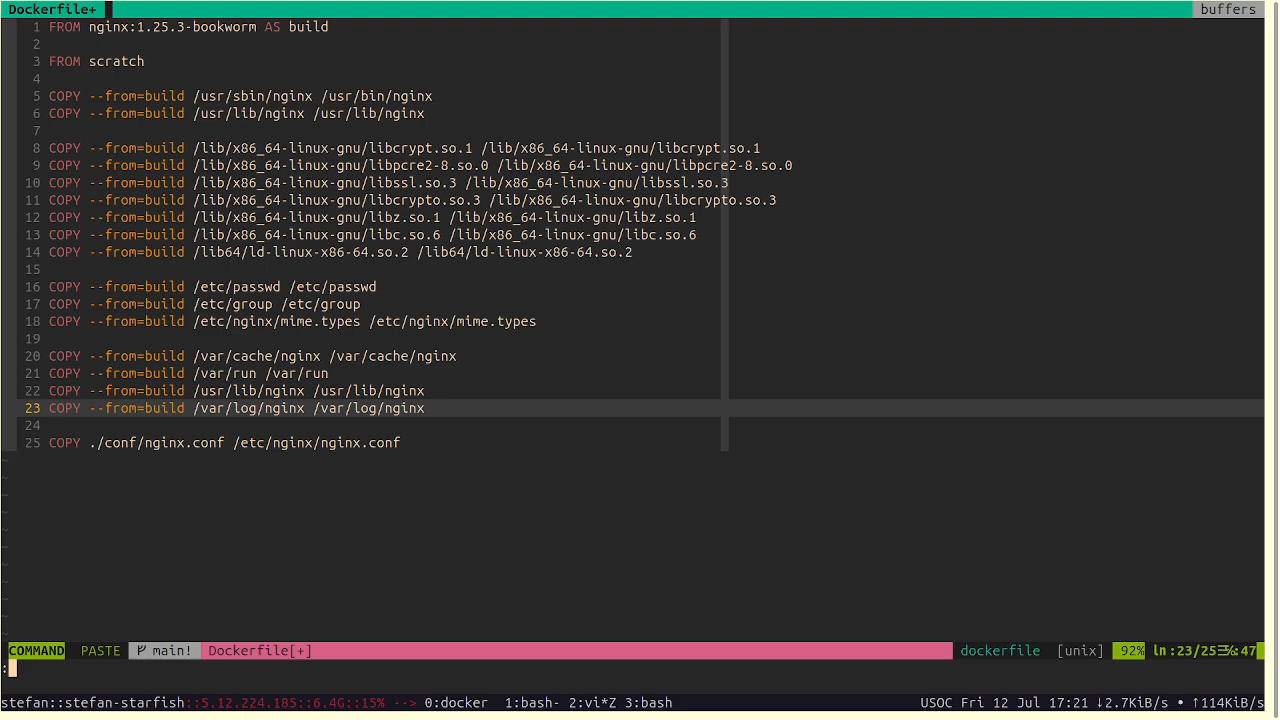 Dockerfile+ buffers
1 FROM nginx:1.25.3-bookworm AS build
2
3 FROM scratch
4
5 COPY --from=build /usr/sbin/nginx /usr/bin/nginx
6 COPY --from=build /usr/lib/nginx /usr/lib/nginx
7
8 COPY --from=build /lib/x86_64-linux-gnu/libcrypt.so.1 /lib/x86_64-linux-gnu/libcrypt.so.1
9 COPY --from=build /lib/x86_64-linux-gnu/libpcre2-8.so.0 /lib/x86_64-linux-gnu/libpcre2-8.so.0
10 COPY --from=build /lib/x86_64-linux-gnu/libssl.so.3 /lib/x86_64-linux-gnu/libssl.so.3
11 COPY --from=build /lib/x86_64-linux-gnu/libcrypto.so.3 /lib/x86_64-linux-gnu/libcrypto.so.3
12 COPY --from=build /lib/x86_64-linux-gnu/libz.so.1 /lib/x86_64-linux-gnu/libz.so.1
13 COPY --from=build /lib/x86_64-linux-gnu/libc.so.6 /lib/x86_64-linux-gnu/libc.so.6
14 COPY --from=build /lib64/ld-linux-x86-64.so.2 /lib64/ld-linux-x86-64.so.2
15
16 COPY --from=build /etc/passwd /etc/passwd
17 COPY --from=build /etc/group /etc/group
18 COPY --from=build /etc/nginx/mime.types /etc/nginx/mime.types
19
20 COPY --from=build /var/cache/nginx /var/cache/nginx
21 COPY --from=build /var/run /var/run
22 COPY --from=build /usr/lib/nginx /usr/lib/nginx
23 COPY --from=build /var/log/nginx /var/log/nginx
24
25 COPY ./conf/nginx.conf /etc/nginx/nginx.conf
~
~
~
~
~
~
~
~
~
~
~
COMMAND PASTE main! Dockerfile[+] dockerfile [unix] 92% ln:23/25 :47
:
stefan::stefan-starfish::5.12.224.185::6.4G::15% --> 0:docker 1:bash- 2:vi*Z 3:bash USOC Fri 12 Jul 17:21 ↓2.7KiB/s • ↑114KiB/s